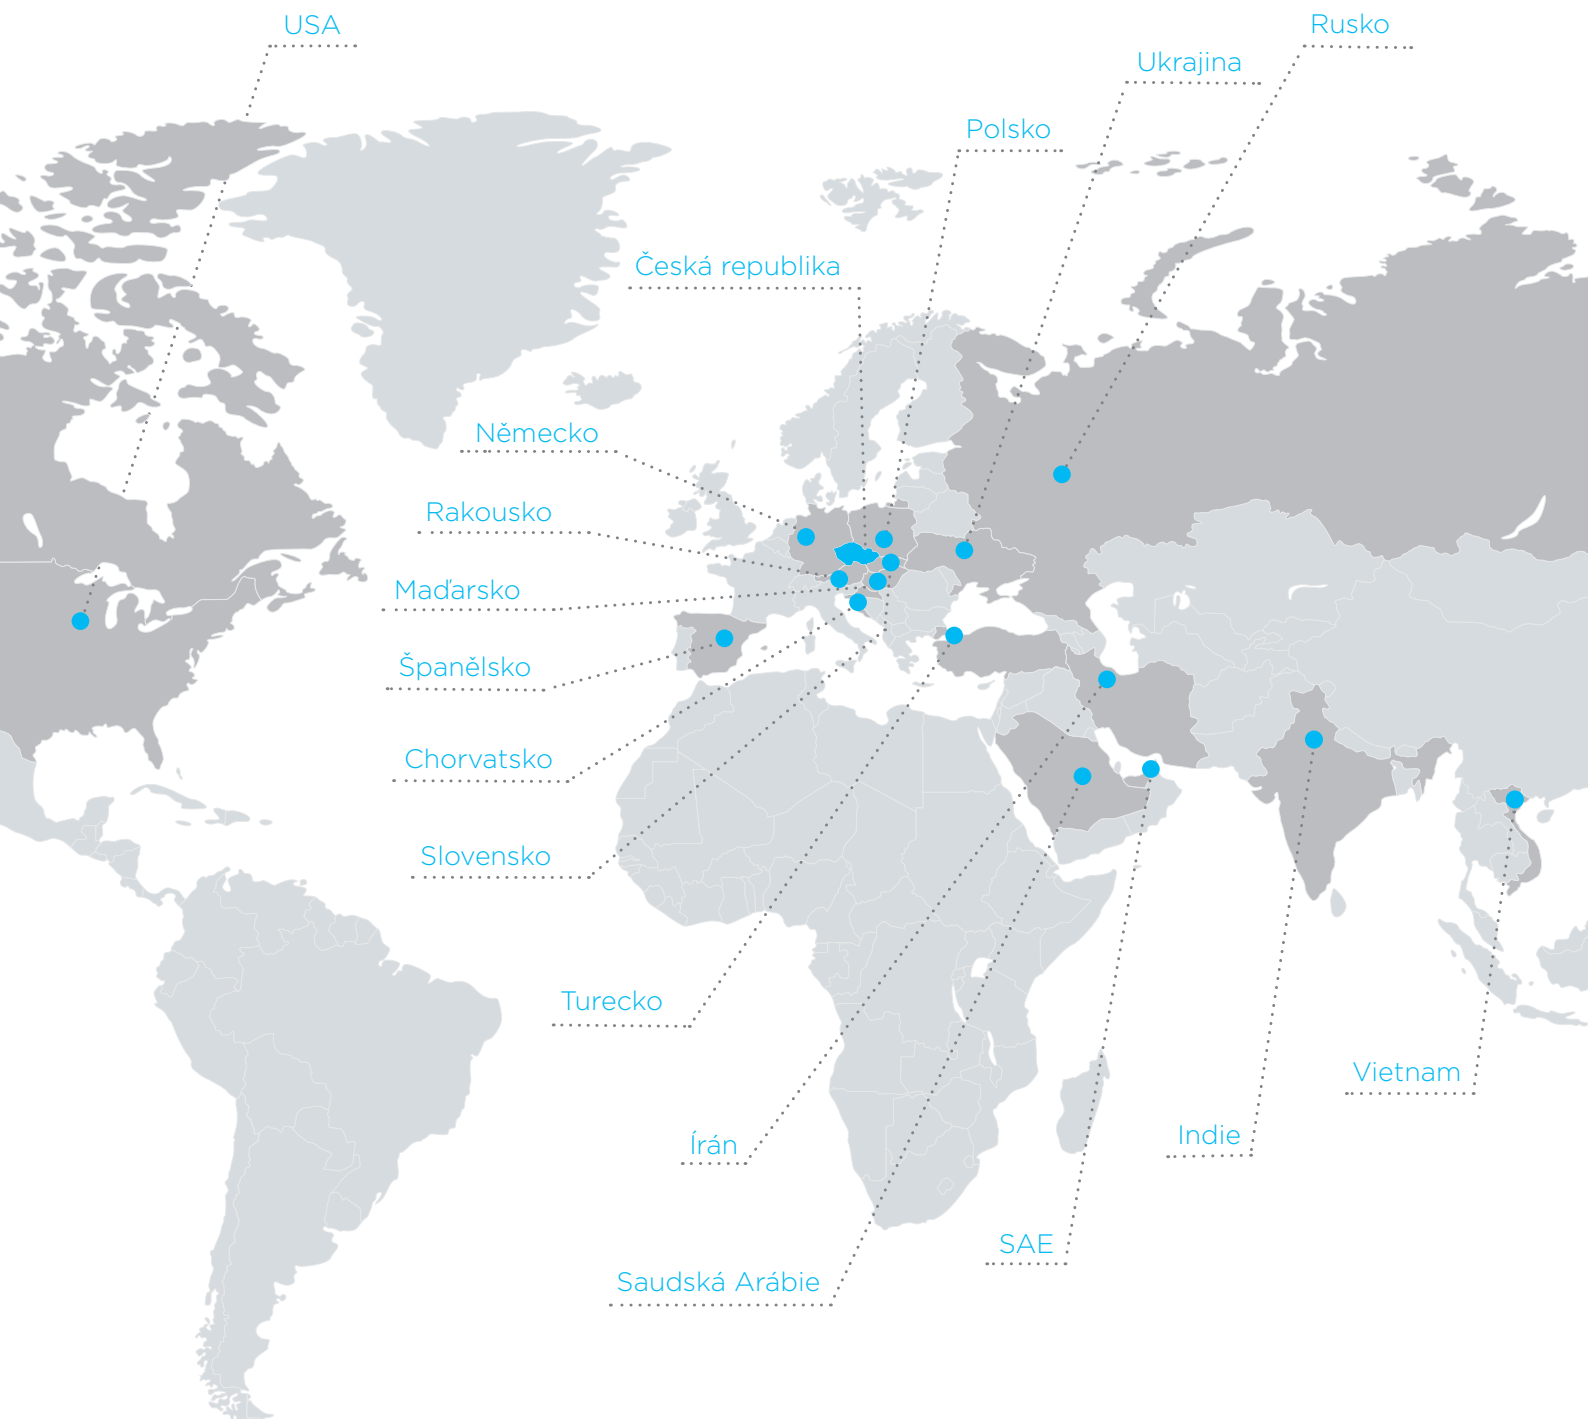 USA
Rusko
Ukrajina
Polsko
Česká republika
Německo
Rakousko
Maďarsko
Španělsko
Chorvatsko
Slovensko
Turecko
Vietnam
Indie
Írán
SAE
Saudská Arábie